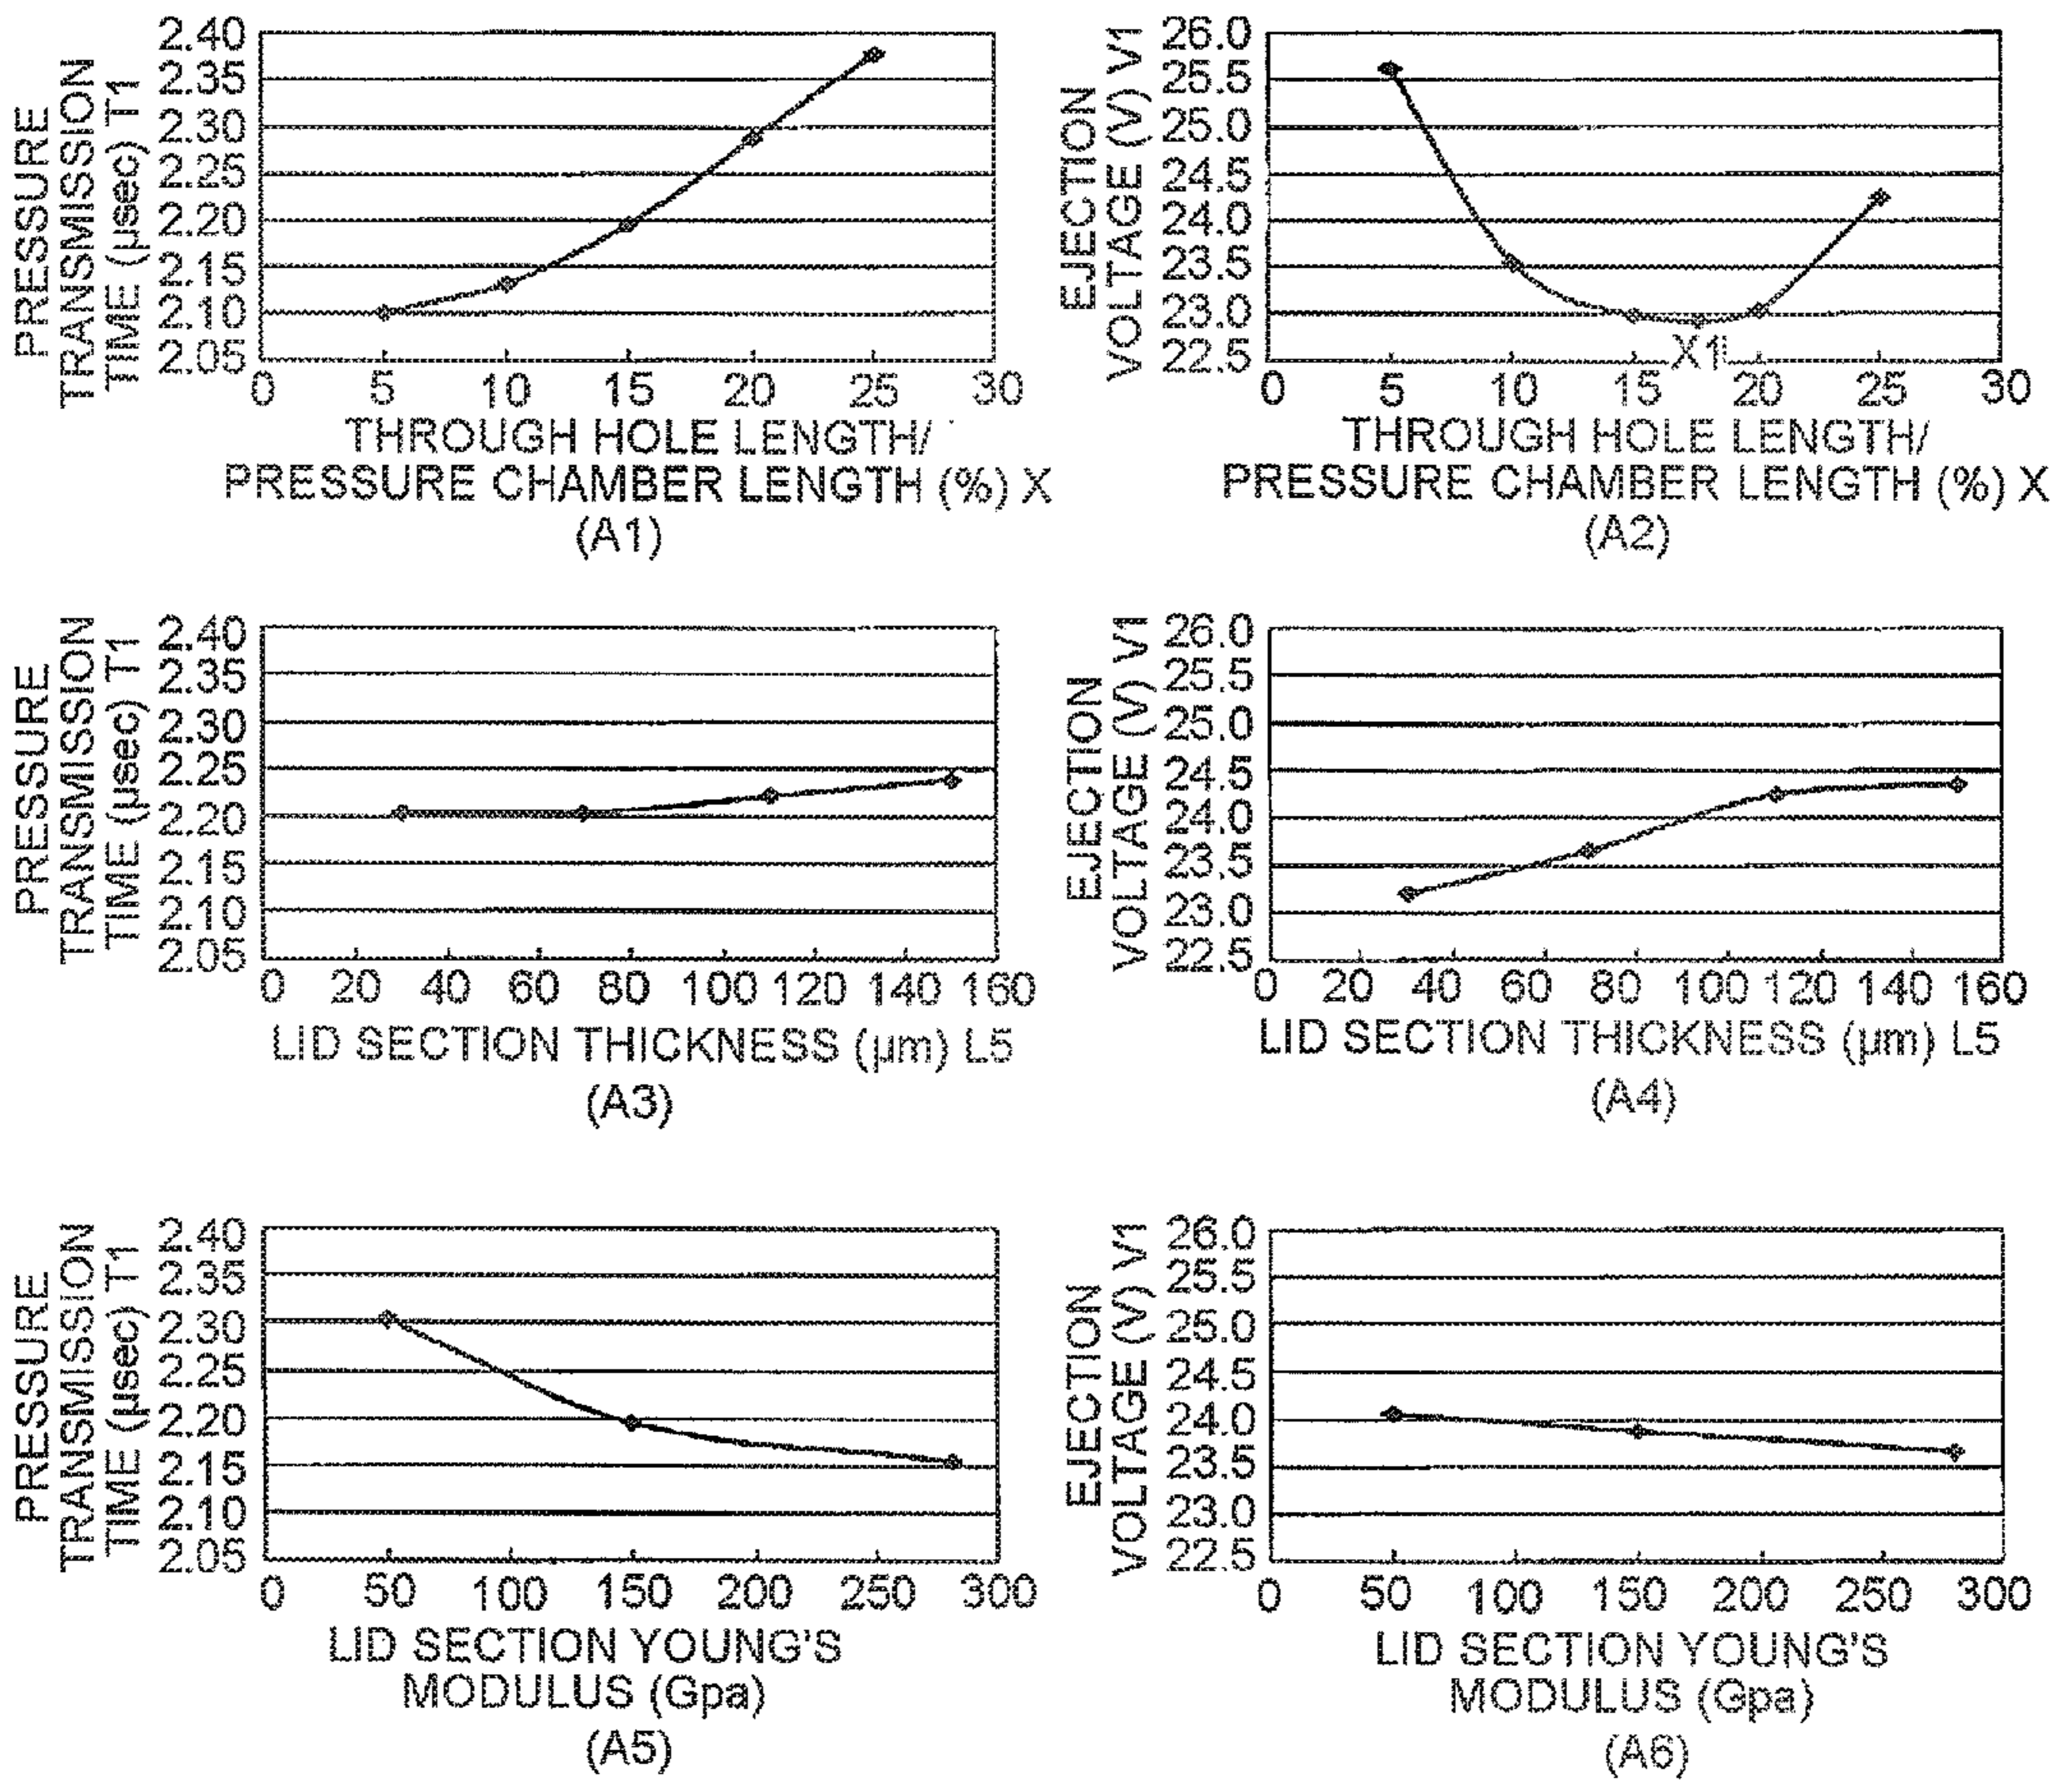 PRESSURE
TRANSMISSION
TIME (µsec) T1
2.40
2.35
2.30
2.25
2.20
2.15
2.10
2.05
0 5 10 15 20 25 30
THROUGH HOLE LENGTH/
PRESSURE CHAMBER LENGTH (%) X
(A1)
EJECTION
VOLTAGE (V) V1
26.0
25.5
25.0
24.5
24.0
23.5
23.0
22.5
X1
0 5 10 15 20 25 30
THROUGH HOLE LENGTH/
PRESSURE CHAMBER LENGTH (%) X
(A2)
PRESSURE
TRANSMISSION
TIME (µsec) T1
2.40
2.35
2.30
2.25
2.20
2.15
2.10
2.05
0 20 40 60 80 100 120 140 160
LID SECTION THICKNESS (µm) L5
(A3)
EJECTION
VOLTAGE (V) V1
26.0
25.5
25.0
24.5
24.0
23.5
23.0
22.5
0 20 40 60 80 100 120 140 160
LID SECTION THICKNESS (µm) L5
(A4)
PRESSURE
TRANSMISSION
TIME (µsec) T1
2.40
2.35
2.30
2.25
2.20
2.15
2.10
2.05
0 50 100 150 200 250 300
LID SECTION YOUNG'S
MODULUS (Gpa)
(A5)
EJECTION
VOLTAGE (V) V1
26.0
25.5
25.0
24.5
24.0
23.5
23.0
22.5
0 50 100 150 200 250 300
LID SECTION YOUNG'S
MODULUS (Gpa)
(A6)